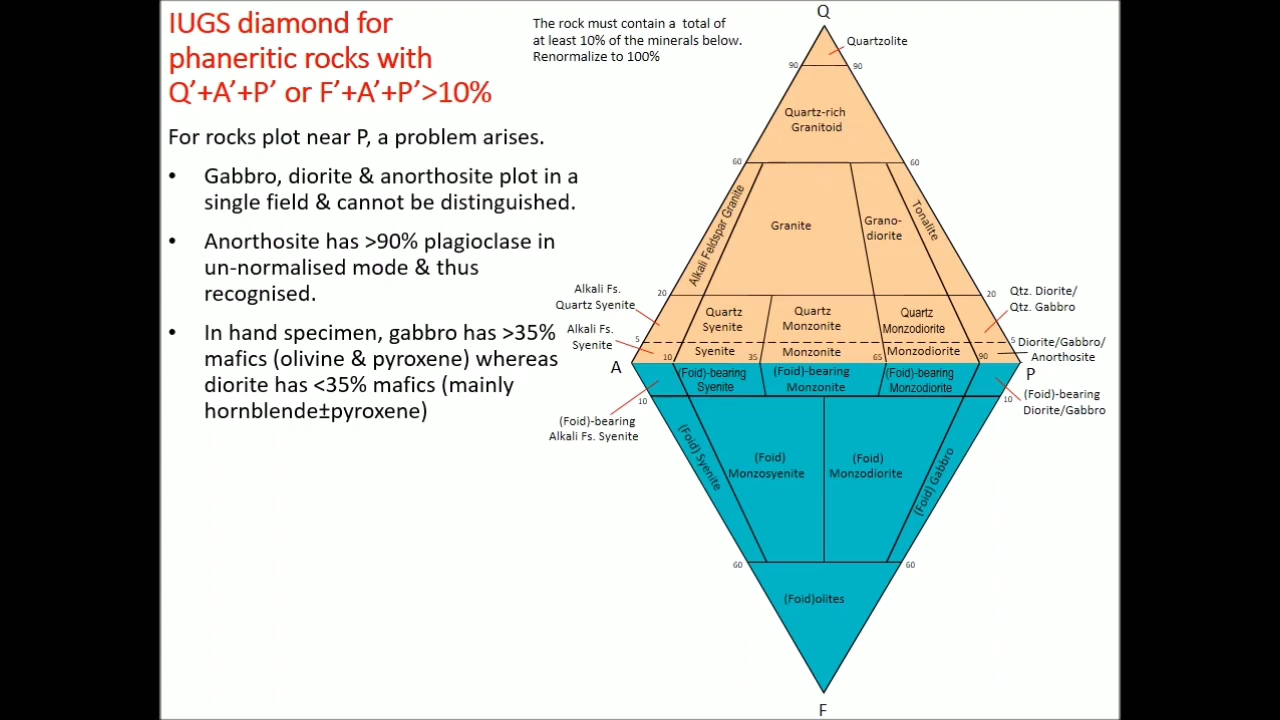 IUGS diamond for
phaneritic rocks with
Q′+A′+P′ or F′+A′+P′>10%
The rock must contain a total of
at least 10% of the minerals below.
Renormalize to 100%
For rocks plot near P, a problem arises.
• Gabbro, diorite & anorthosite plot in a
single field & cannot be distinguished.
• Anorthosite has >90% plagioclase in
un-normalised mode & thus
recognised.
• In hand specimen, gabbro has >35%
mafics (olivine & pyroxene) whereas
diorite has <35% mafics (mainly
hornblende±pyroxene)
Q
Quartzolite
90
90
Quartz-rich
Granitoid
60
60
Alkali Feldspar Granite
Granite
Grano-
diorite
Tonalite
Alkali Fs.
Quartz Syenite
20
20
Qtz. Diorite/
Qtz. Gabbro
Quartz
Syenite
Quartz
Monzonite
Quartz
Monzodiorite
Alkali Fs.
Syenite
5
5
Diorite/Gabbro/
Anorthosite
10
Syenite
35
Monzonite
65
Monzodiorite
90
A
P
(Foid)-bearing
Syenite
(Foid)-bearing
Monzonite
(Foid)-bearing
Monzodiorite
10
10
(Foid)-bearing
Diorite/Gabbro
(Foid)-bearing
Alkali Fs. Syenite
(Foid) Syenite
(Foid)
Monzosyenite
(Foid)
Monzodiorite
(Foid) Gabbro
60
60
(Foid)olites
F